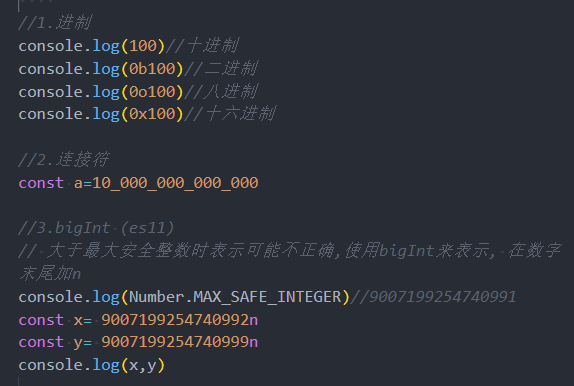 //1.进制
console.log(100)//十进制
console.log(0b100)//二进制
console.log(0o100)//八进制
console.log(0x100)//十六进制
//2.连接符
const a=10_000_000_000_000
//3.bigInt (es11)
// 大于最大安全整数时表示可能不正确,使用bigInt来表示, 在数字
末尾加n
console.log(Number.MAX_SAFE_INTEGER)//9007199254740991
const x= 9007199254740992n
const y= 9007199254740999n
console.log(x,y)